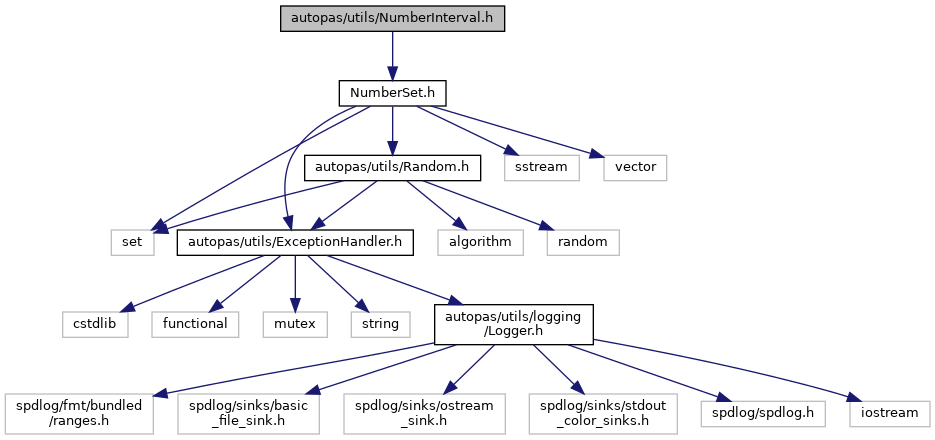 autopas/utils/NumberInterval.h
NumberSet.h
autopas/utils/Random.h
sstream
vector
set
autopas/utils/ExceptionHandler.h
algorithm
random
cstdlib
functional
mutex
string
autopas/utils/logging
/Logger.h
spdlog/fmt/bundled
/ranges.h
spdlog/sinks/basic
_file_sink.h
spdlog/sinks/ostream
_sink.h
spdlog/sinks/stdout
_color_sinks.h
spdlog/spdlog.h
iostream